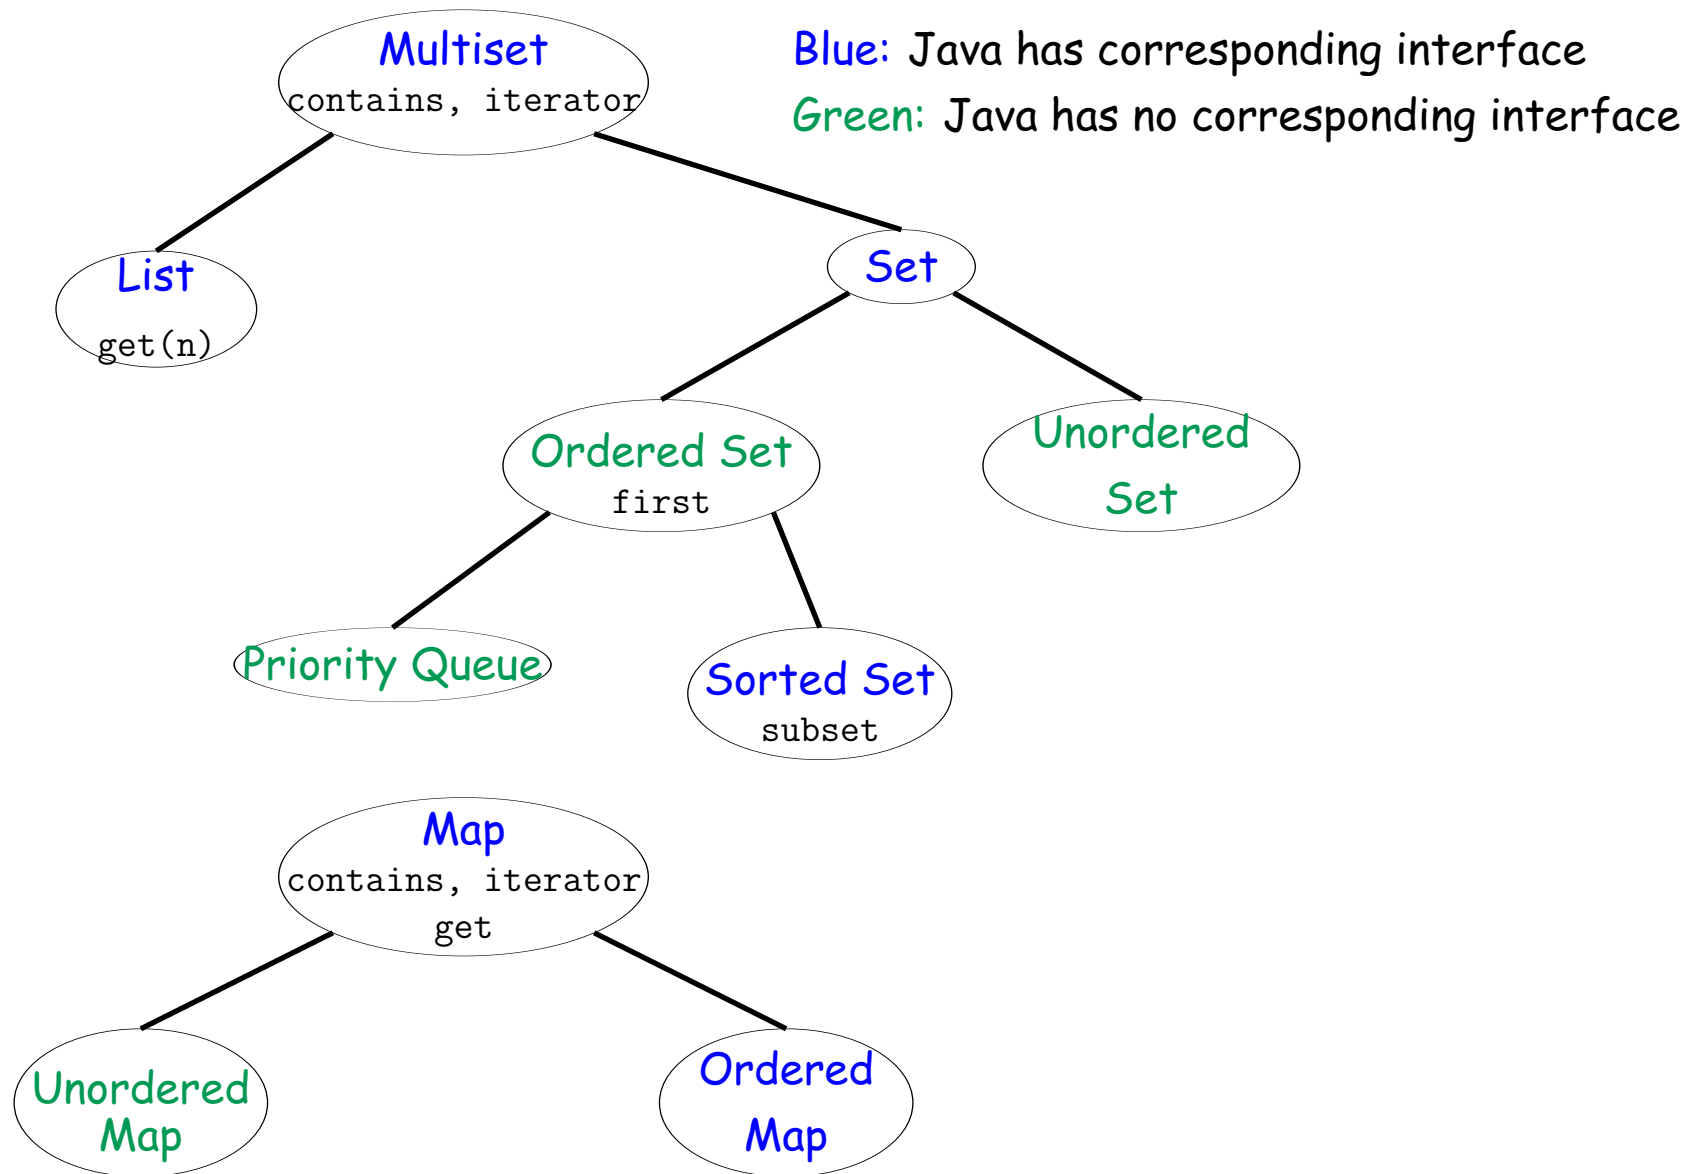 Multiset
contains, iterator
Blue: Java has corresponding interface
Green: Java has no corresponding interface
List
get(n)
Set
Ordered Set
first
Unordered
Set
Priority Queue
Sorted Set
subset
Map
contains, iterator
get
Unordered
Map
Ordered
Map